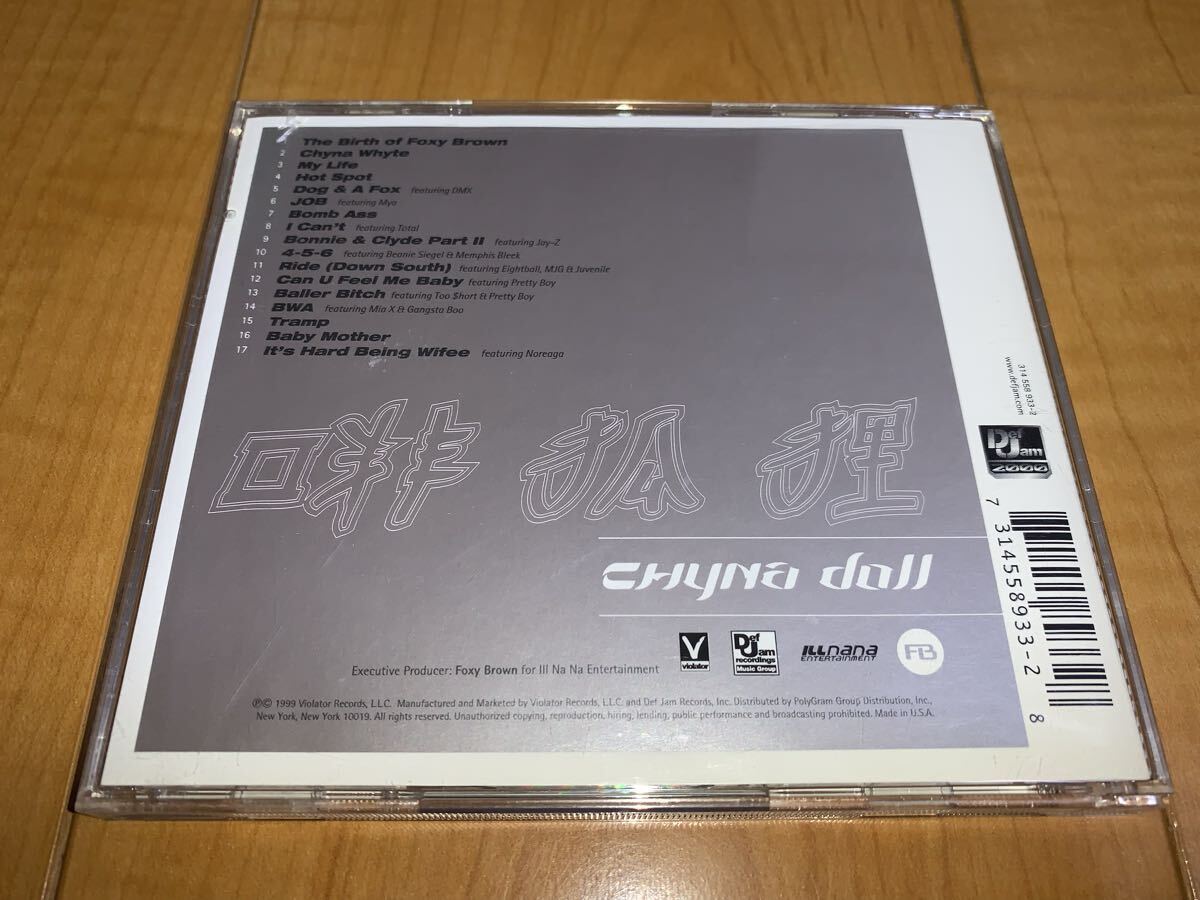 The Birth of Foxy Brown
2 Chyna Whyte
3 My Life
4 Hot Spot
5 Dog & A Fox featuring DMX
6 JOB featuring Mya
7 Bomb Ass
8 I Can't featuring Total
9 Bonnie & Clyde Part II featuring Jay-Z
10 4-5-6 featuring Beanie Siegel & Memphis Bleek
11 Ride (Down South) featuring Eightball, MJG & Juvenile
12 Can U Feel Me Baby featuring Pretty Boy
13 Baller Bitch featuring Too $hort & Pretty Boy
14 BWA featuring Mia X & Gangsta Boo
15 Tramp
16 Baby Mother
17 It's Hard Being Wifee featuring Noreaga
314 558 933-2
www.defjam.com
Def Jam
2000
7 314558933-2 8
chyna doll
V
violator
Def Jam
recordings
Music Group
ILL nana
ENTERTAINMENT
FB
Executive Producer: Foxy Brown for Ill Na Na Entertainment
℗© 1999 Violator Records, L.L.C. Manufactured and Marketed by Violator Records, L.L.C. and Def Jam Records, Inc. Distributed by PolyGram Group Distribution, Inc.,
New York, New York 10019. All rights reserved. Unauthorized copying, reproduction, hiring, lending, public performance and broadcasting prohibited. Made in U.S.A.